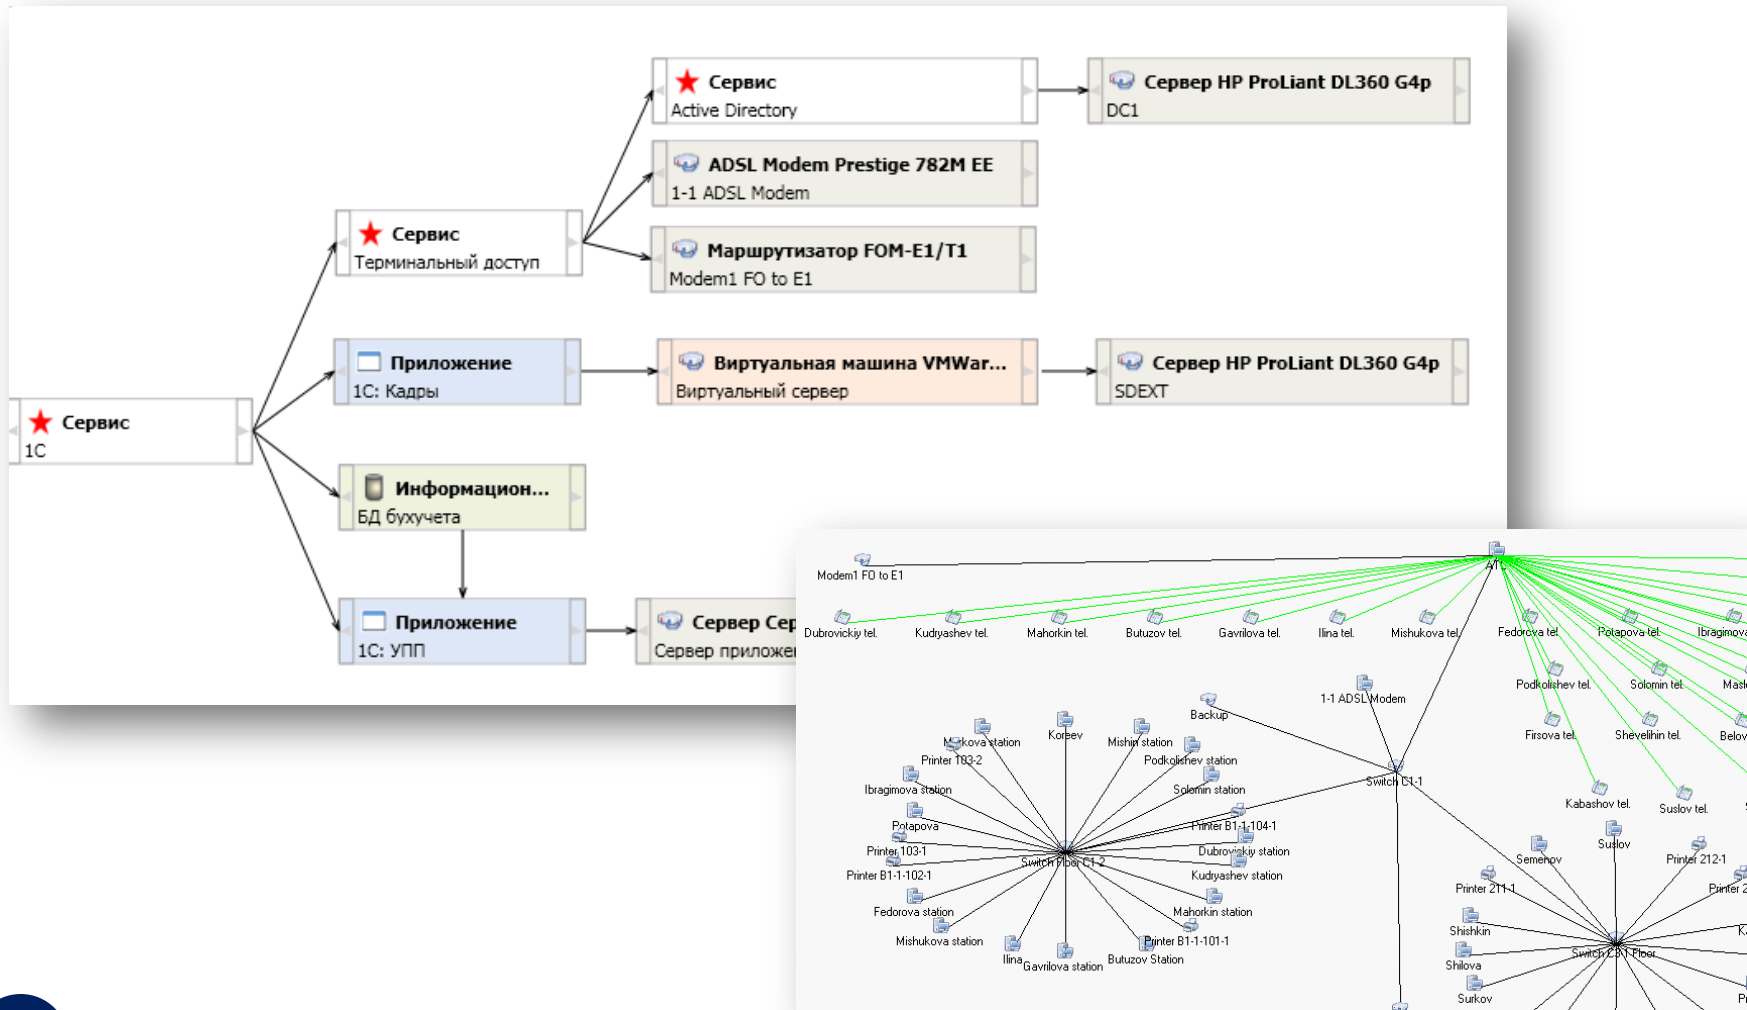 Сервис
Active Directory
Сервер HP ProLiant DL360 G4p
DC1
ADSL Modem Prestige 782M EE
1-1 ADSL Modem
Сервис
Терминальный доступ
Маршрутизатор FOM-E1/T1
Modem1 FO to E1
Приложение
1С: Кадры
Виртуальная машина VMWar...
Виртуальный сервер
Сервер HP ProLiant DL360 G4p
SDEXT
Сервис
1С
Информацион...
БД бухучета
Приложение
1С: УПП
Сервер
Сервер
Modem1 FO to E1
Dubrovickiy tel.
Kudryashev tel.
Mahorkin tel.
Butuzov tel.
Gavrilova tel.
Ilina tel.
Mishukova tel.
Fedorova tel.
Potapova tel.
Podkolishev tel.
Solomin tel.
1-1 ADSL Modem
Backup
Firsova tel.
Shevelihin tel.
Koreev
Mishin station
Printer 103-2
Podkolishev station
Switch C1-1
Ibragimova station
Solomin station
Kabashov tel.
Suslov tel.
Potapova
Printer B1-1-104-1
Printer 103-1
Switch Floor C1-2
Dubrovickiy station
Semenov
Suslov
Printer 212-1
Printer B1-1-102-1
Kudryashev station
Printer 211-1
Fedorova station
Mahorkin station
Shishkin
Mishukova station
Printer B1-1-101-1
Ilina
Gavrilova station
Butuzov Station
Shilova
Surkov